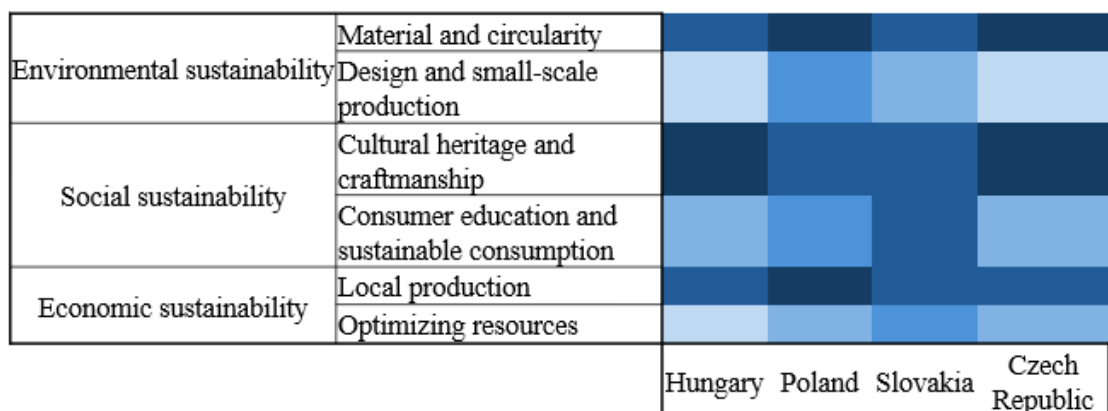 Environmental sustainability
Material and circularity
Design and small-scale
production
Social sustainability
Cultural heritage and
craftmanship
Consumer education and
sustainable consumption
Economic sustainability
Local production
Optimizing resources
Hungary Poland Slovakia Czech
Republic